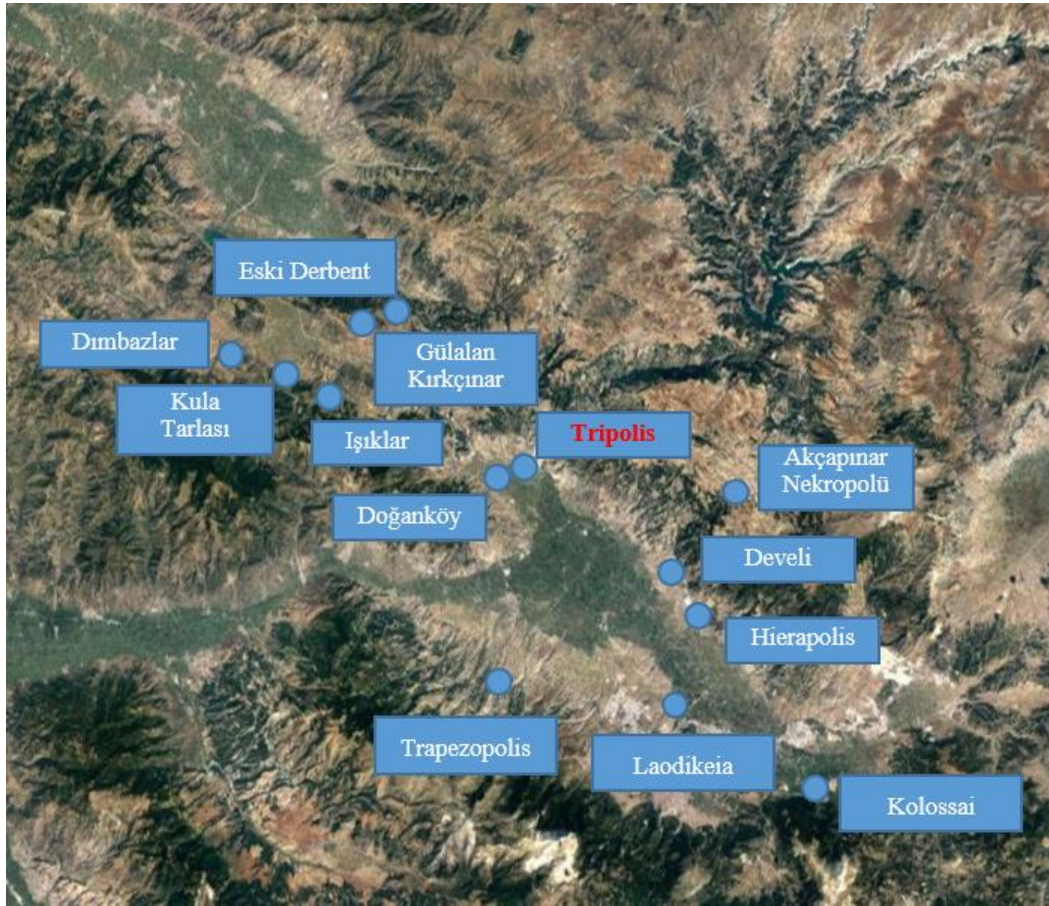 Eski Derbent
Dımbazlar
Gülalan
Kırkçınar
Kula
Tarlası
Işıklar
Tripolis
Akçapınar
Nekropolü
Doğanköy
Develi
Hierapolis
Trapezopolis
Laodikeia
Kolossai